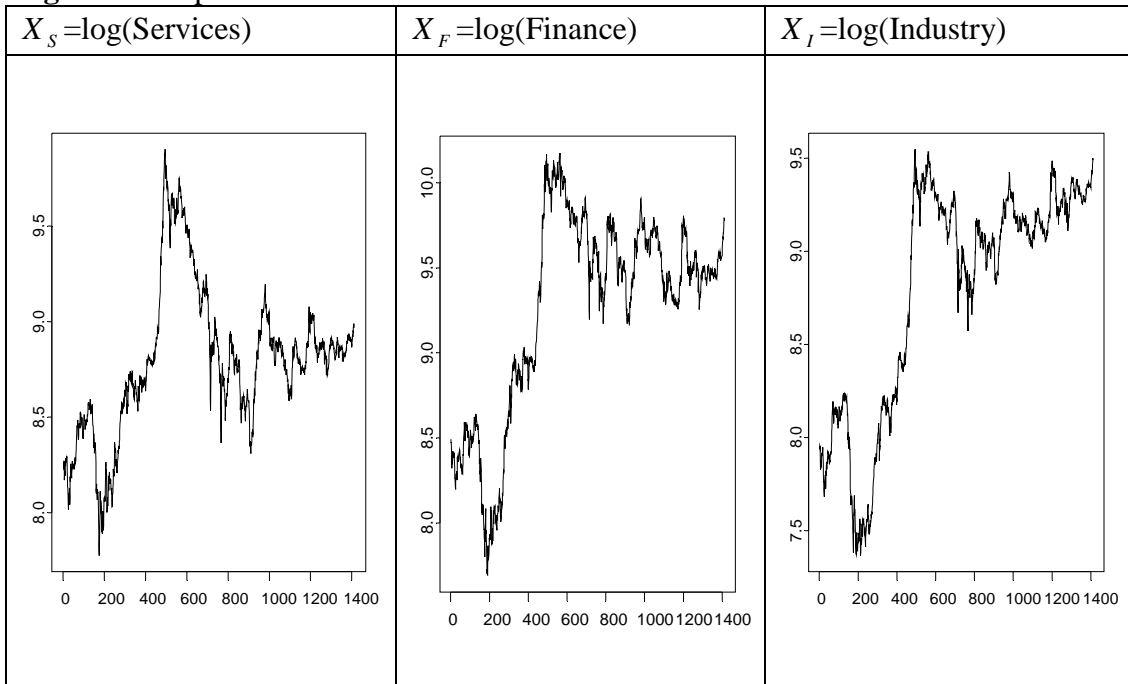 X_S =log(Services)
X_F =log(Finance)
X_I =log(Industry)
8.0 8.5 9.0 9.5
0 200 400 600 800 1000 1200 1400
8.0 8.5 9.0 9.5 10.0
0 200 400 600 800 1000 1200 1400
7.5 8.0 8.5 9.0 9.5
0 200 400 600 800 1000 1200 1400